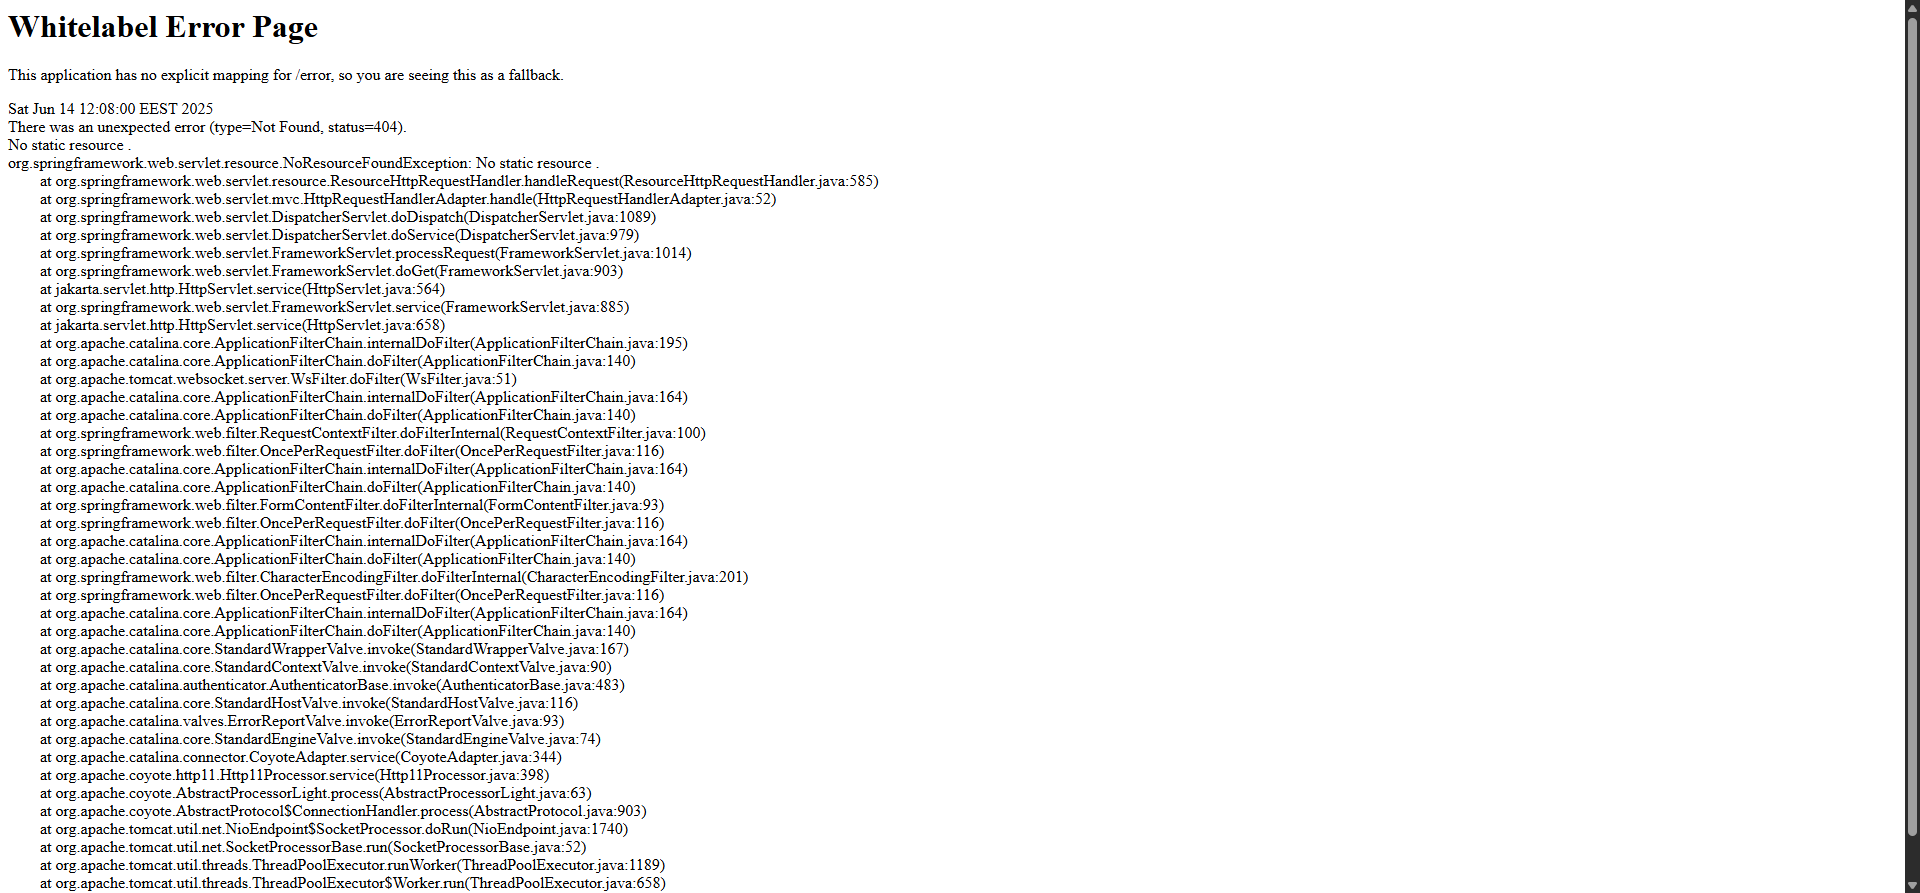 Whitelabel Error Page
This application has no explicit mapping for /error, so you are seeing this as a fallback.
Sat Jun 14 12:08:00 EEST 2025
There was an unexpected error (type=Not Found, status=404).
No static resource .
org.springframework.web.servlet.resource.NoResourceFoundException: No static resource .
at org.springframework.web.servlet.resource.ResourceHttpRequestHandler.handleRequest(ResourceHttpRequestHandler.java:585)
at org.springframework.web.servlet.mvc.HttpRequestHandlerAdapter.handle(HttpRequestHandlerAdapter.java:52)
at org.springframework.web.servlet.DispatcherServlet.doDispatch(DispatcherServlet.java:1089)
at org.springframework.web.servlet.DispatcherServlet.doService(DispatcherServlet.java:979)
at org.springframework.web.servlet.FrameworkServlet.processRequest(FrameworkServlet.java:1014)
at org.springframework.web.servlet.FrameworkServlet.doGet(FrameworkServlet.java:903)
at jakarta.servlet.http.HttpServlet.service(HttpServlet.java:564)
at org.springframework.web.servlet.FrameworkServlet.service(FrameworkServlet.java:885)
at jakarta.servlet.http.HttpServlet.service(HttpServlet.java:658)
at org.apache.catalina.core.ApplicationFilterChain.internalDoFilter(ApplicationFilterChain.java:195)
at org.apache.catalina.core.ApplicationFilterChain.doFilter(ApplicationFilterChain.java:140)
at org.apache.tomcat.websocket.server.WsFilter.doFilter(WsFilter.java:51)
at org.apache.catalina.core.ApplicationFilterChain.internalDoFilter(ApplicationFilterChain.java:164)
at org.apache.catalina.core.ApplicationFilterChain.doFilter(ApplicationFilterChain.java:140)
at org.springframework.web.filter.RequestContextFilter.doFilterInternal(RequestContextFilter.java:100)
at org.springframework.web.filter.OncePerRequestFilter.doFilter(OncePerRequestFilter.java:116)
at org.apache.catalina.core.ApplicationFilterChain.internalDoFilter(ApplicationFilterChain.java:164)
at org.apache.catalina.core.ApplicationFilterChain.doFilter(ApplicationFilterChain.java:140)
at org.springframework.web.filter.FormContentFilter.doFilterInternal(FormContentFilter.java:93)
at org.springframework.web.filter.OncePerRequestFilter.doFilter(OncePerRequestFilter.java:116)
at org.apache.catalina.core.ApplicationFilterChain.internalDoFilter(ApplicationFilterChain.java:164)
at org.apache.catalina.core.ApplicationFilterChain.doFilter(ApplicationFilterChain.java:140)
at org.springframework.web.filter.CharacterEncodingFilter.doFilterInternal(CharacterEncodingFilter.java:201)
at org.springframework.web.filter.OncePerRequestFilter.doFilter(OncePerRequestFilter.java:116)
at org.apache.catalina.core.ApplicationFilterChain.internalDoFilter(ApplicationFilterChain.java:164)
at org.apache.catalina.core.ApplicationFilterChain.doFilter(ApplicationFilterChain.java:140)
at org.apache.catalina.core.StandardWrapperValve.invoke(StandardWrapperValve.java:167)
at org.apache.catalina.core.StandardContextValve.invoke(StandardContextValve.java:90)
at org.apache.catalina.authenticator.AuthenticatorBase.invoke(AuthenticatorBase.java:483)
at org.apache.catalina.core.StandardHostValve.invoke(StandardHostValve.java:116)
at org.apache.catalina.valves.ErrorReportValve.invoke(ErrorReportValve.java:93)
at org.apache.catalina.core.StandardEngineValve.invoke(StandardEngineValve.java:74)
at org.apache.catalina.connector.CoyoteAdapter.service(CoyoteAdapter.java:344)
at org.apache.coyote.http11.Http11Processor.service(Http11Processor.java:398)
at org.apache.coyote.AbstractProcessorLight.process(AbstractProcessorLight.java:63)
at org.apache.coyote.AbstractProtocol$ConnectionHandler.process(AbstractProtocol.java:903)
at org.apache.tomcat.util.net.NioEndpoint$SocketProcessor.doRun(NioEndpoint.java:1740)
at org.apache.tomcat.util.net.SocketProcessorBase.run(SocketProcessorBase.java:52)
at org.apache.tomcat.util.threads.ThreadPoolExecutor.runWorker(ThreadPoolExecutor.java:1189)
at org.apache.tomcat.util.threads.ThreadPoolExecutor$Worker.run(ThreadPoolExecutor.java:658)